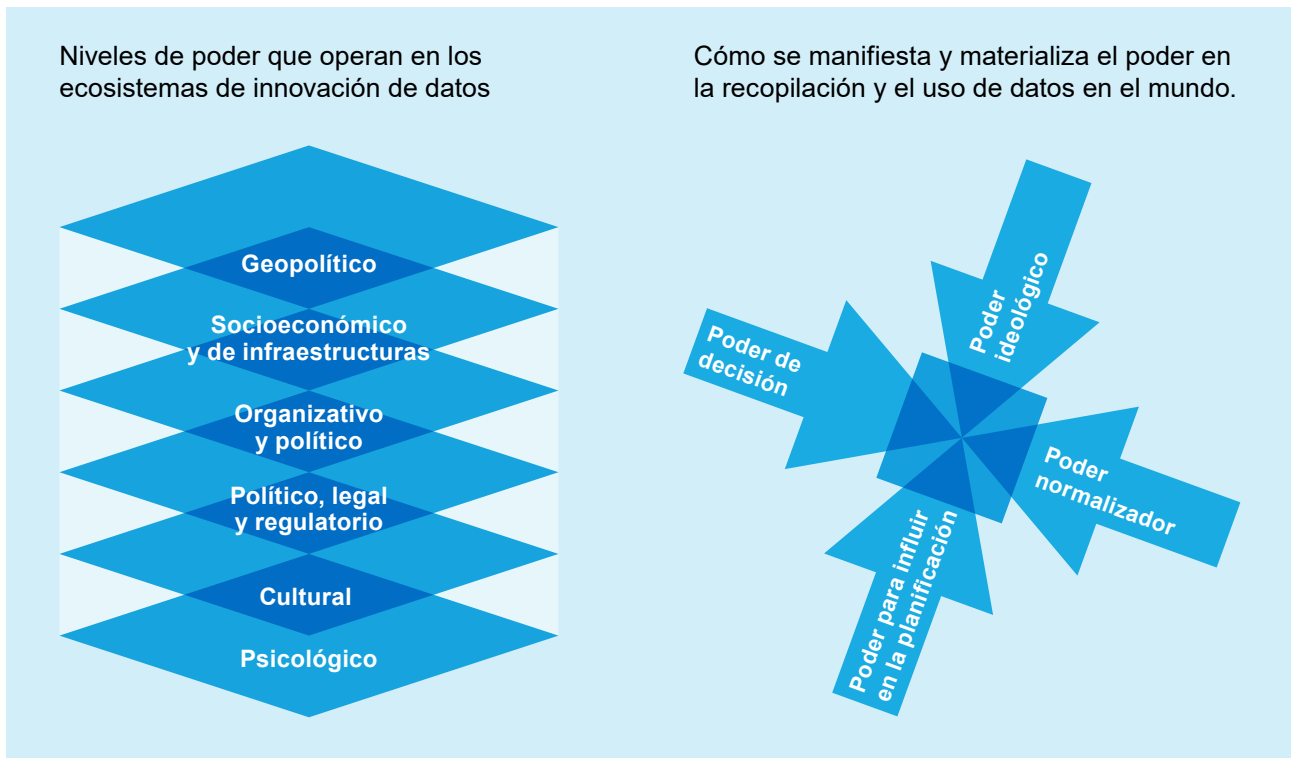 Niveles de poder que operan en los
ecosistemas de innovación de datos
Geopolítico
Socioeconómico
y de infraestructuras
Organizativo
y político
Político, legal
y regulatorio
Cultural
Psicológico
Cómo se manifiesta y materializa el poder en
la recopilación y el uso de datos en el mundo.
Poder de
decisión
Poder
ideológico
Poder
normalizador
Poder para influir
en la planificación